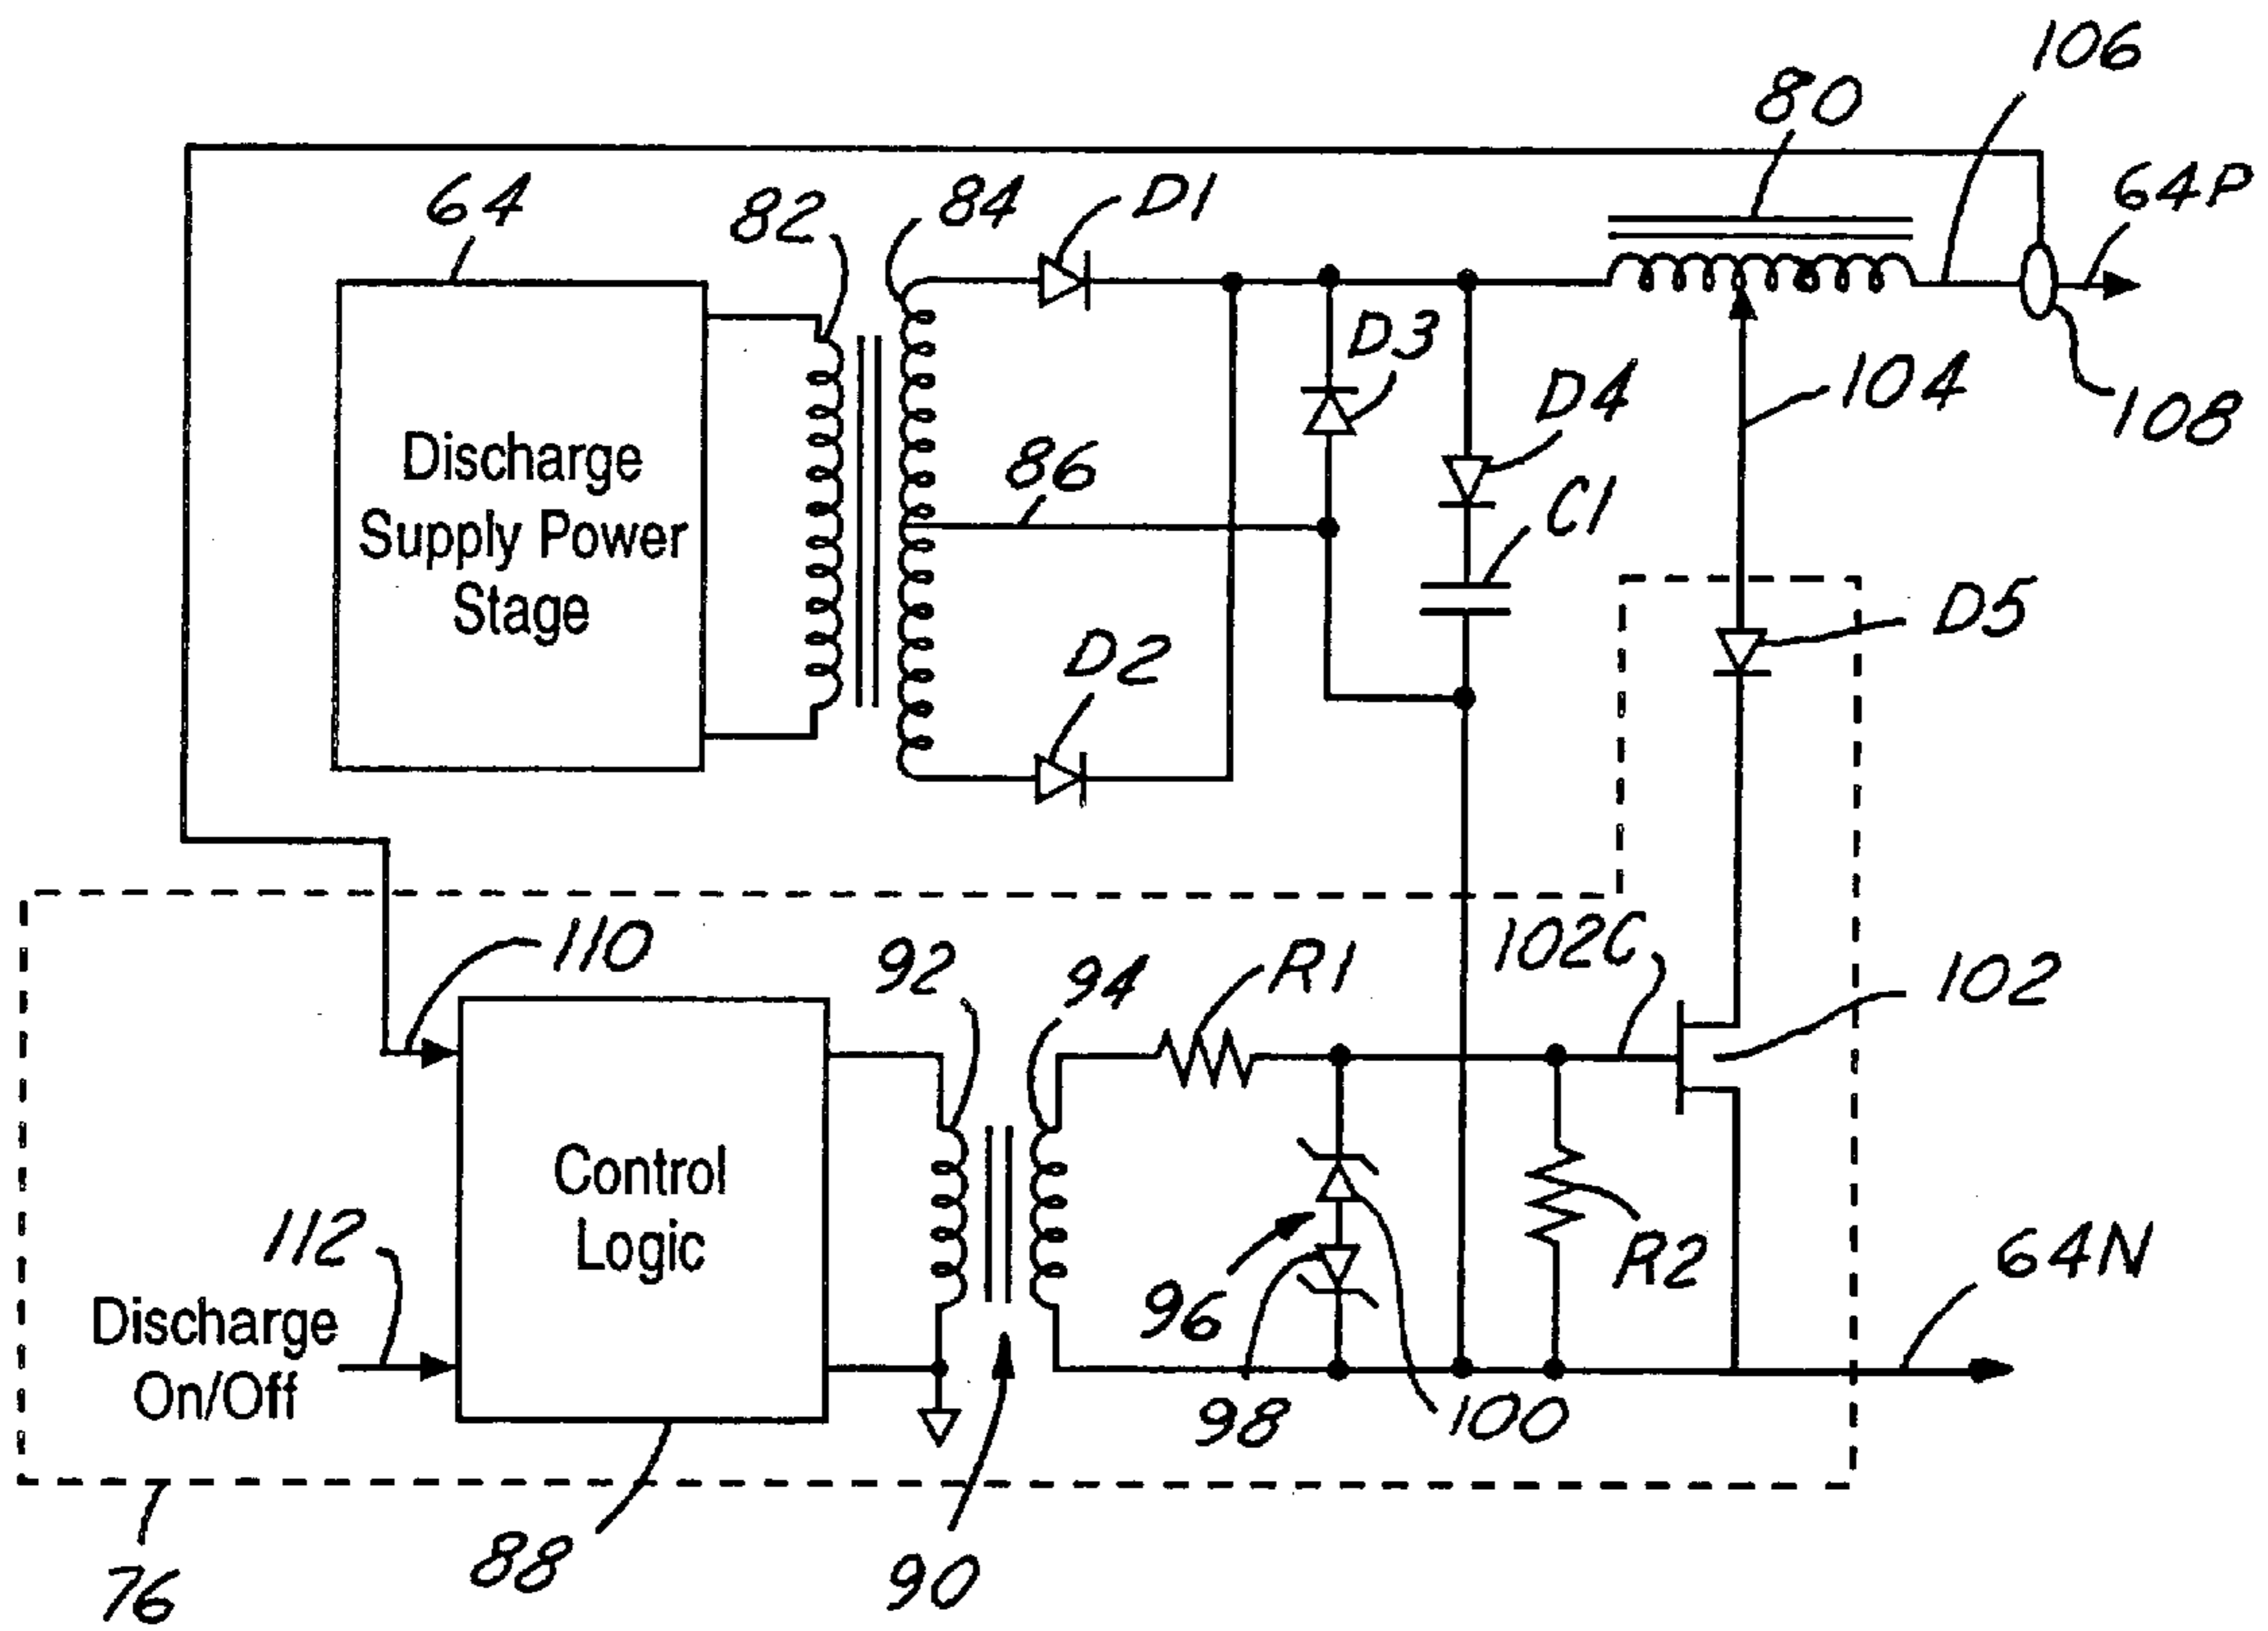 106
80
64P
64
82
84
D1
D3
D4
104
108
Discharge
Supply Power
Stage
86
C1
D2
D5
110
92
94
R1
102C
102
Control
Logic
112
Discharge
On/Off
96
98
100
R2
64N
76
88
90